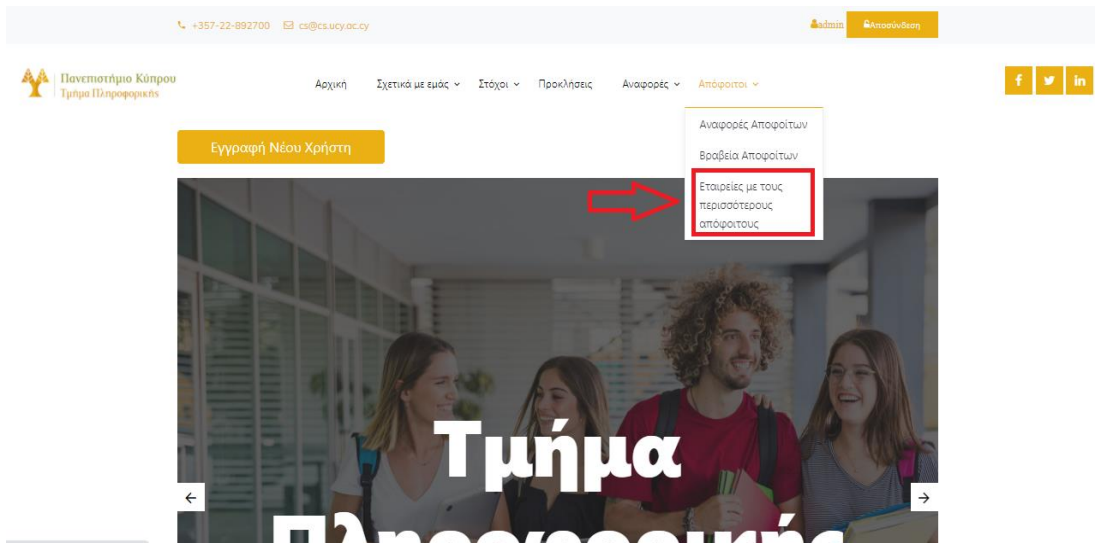 +357-22-892700 cs@cs.ucy.ac.cy admin Αποσύνδεση
Πανεπιστήμιο Κύπρου
Τμήμα Πληροφορικής
Αρχική Σχετικά με εμάς Στόχοι Προκλήσεις Αναφορές Απόφοιτοι
Αναφορές Αποφοίτων
Βραβεία Αποφοίτων
Εταιρείες με τους
περισσότερους
απόφοιτους
Εγγραφή Νέου Χρήστη
Τμήμα
Πληροφορικής